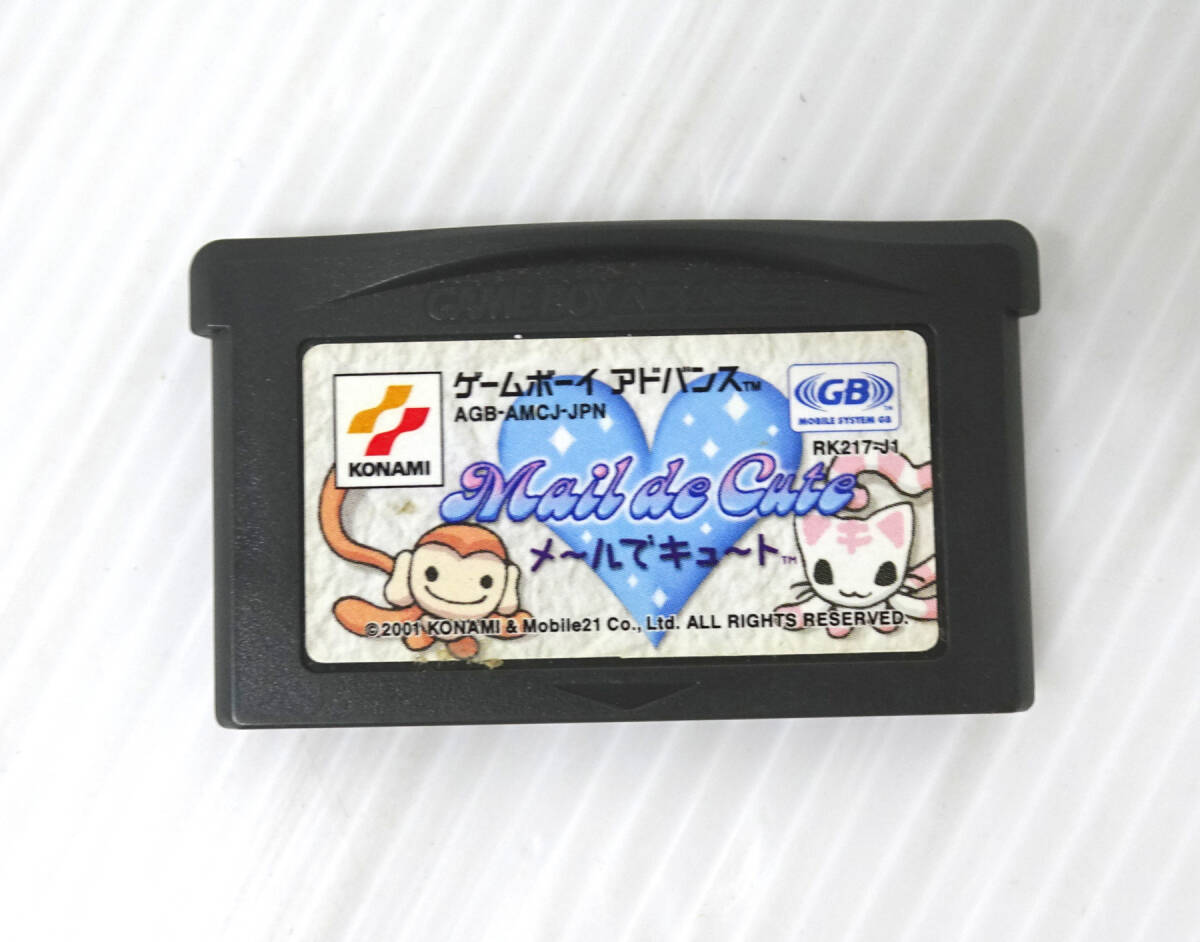 GAME BOY ADVANCE
ゲームボーイ アドバンス™
AGB-AMCJ-JPN
KONAMI
GB™
MOBILE SYSTEM GB
RK217-J1
Mail de Cute
メ〜ルでキュ〜ト™
©2001 KONAMI & Mobile21 Co., Ltd. ALL RIGHTS RESERVED.